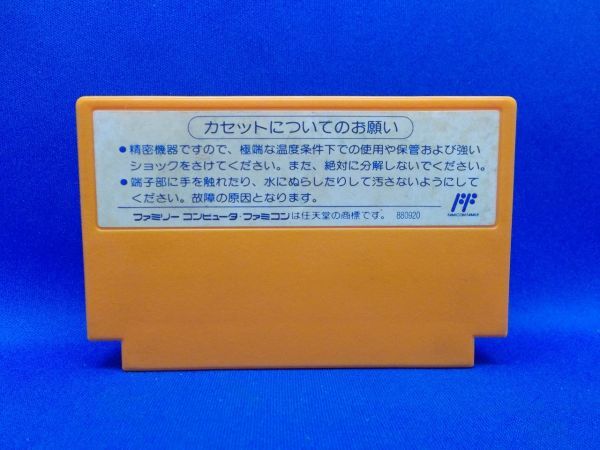 カセットについてのお願い
●精密機器ですので、極端な温度条件下での使用や保管および強い
ショックをさけてください。また、絶対に分解しないでください。
●端子部に手を触れたり、水にぬらしたりして汚さないようにして
ください。故障の原因となります。
ファミリー コンピュータ・ファミコンは任天堂の商標です。 880920
FAMICOM FAMILY